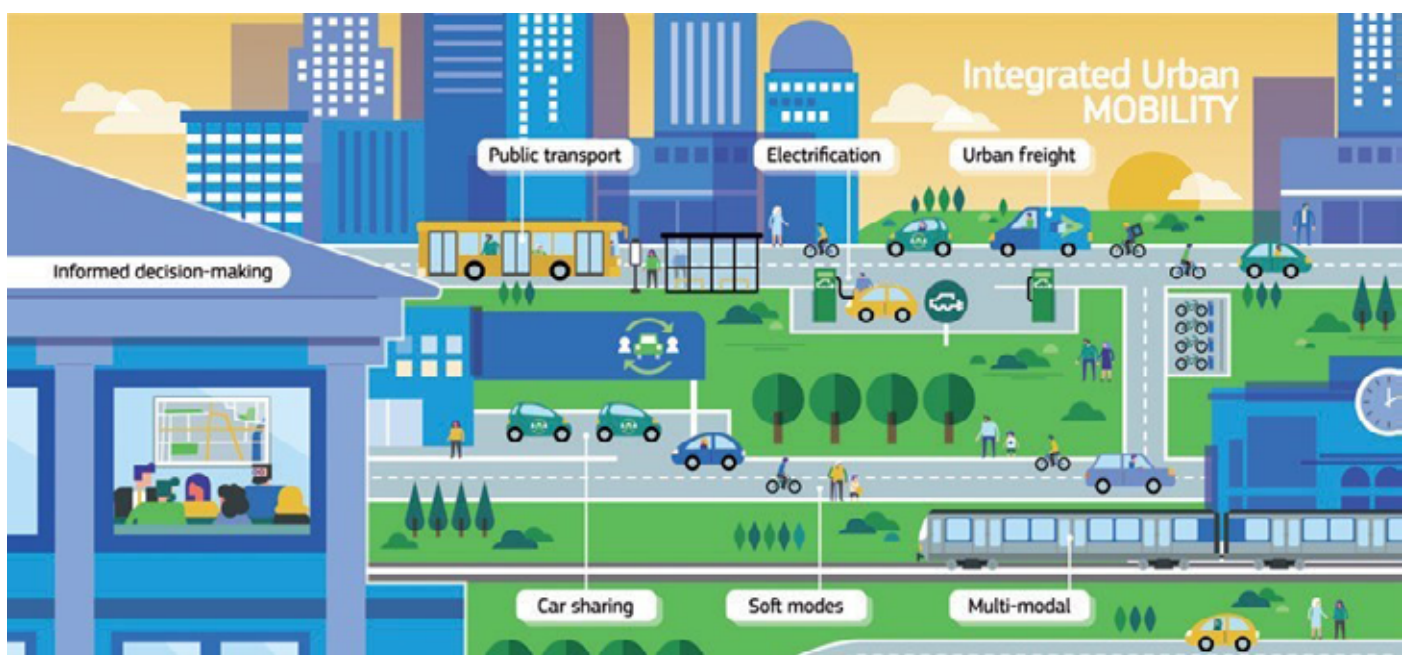 Integrated Urban
MOBILITY
Public transport
Electrification
Urban freight
Informed decision-making
Car sharing
Soft modes
Multi-modal